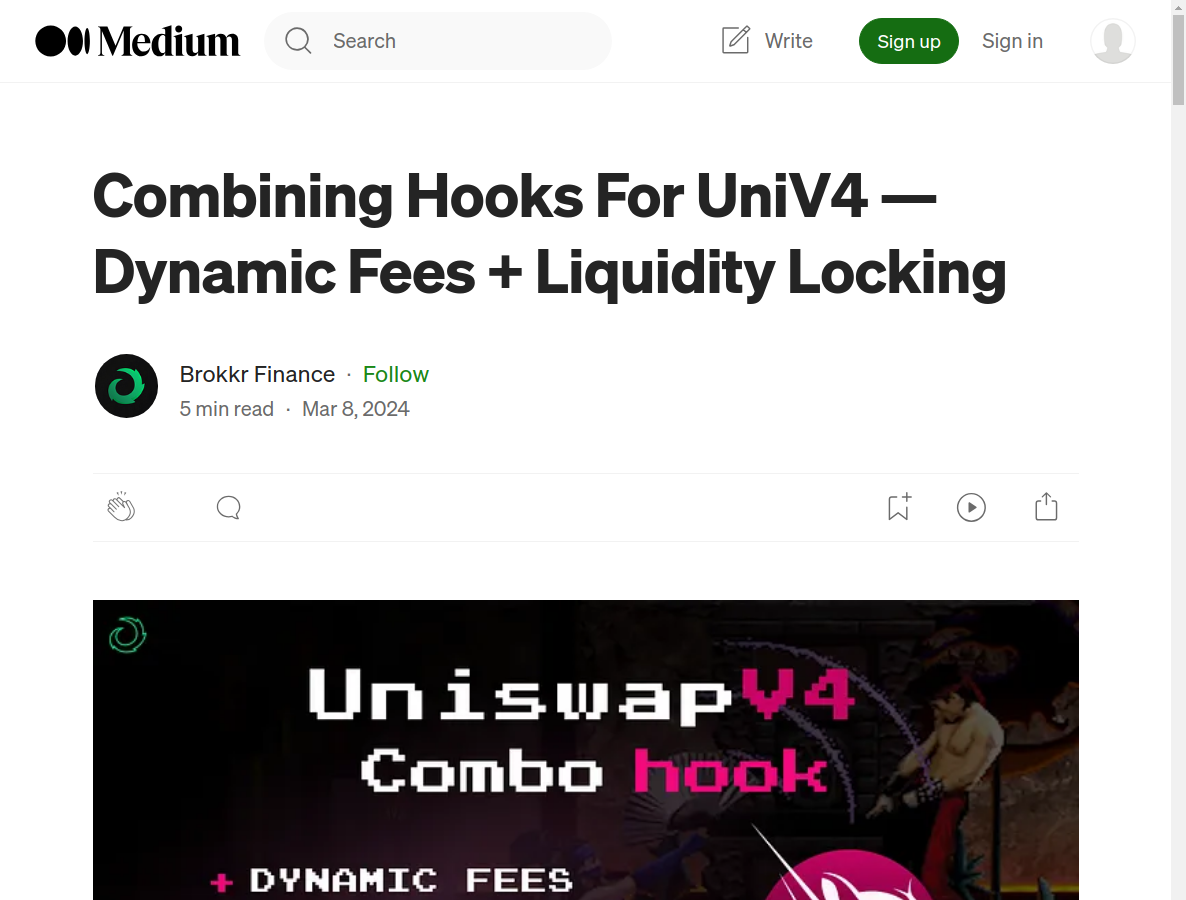 Medium
Search
Write
Sign up
Sign in
Combining Hooks For UniV4 —
Dynamic Fees + Liquidity Locking
Brokkr Finance · Follow
5 min read · Mar 8, 2024
UniswapV4
Combo hook
+ DYNAMIC FEES